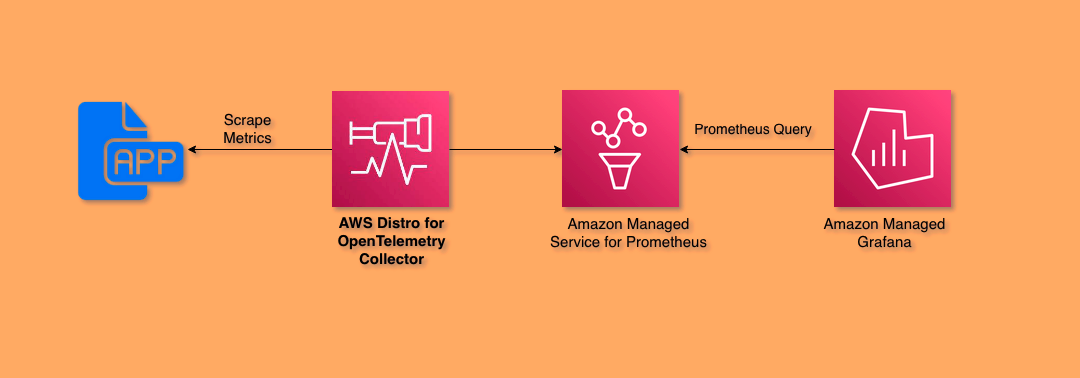 Scrape
Metrics
APP
AWS Distro for
OpenTelemetry
Collector
Amazon Managed
Service for Prometheus
Prometheus Query
Amazon Managed
Grafana